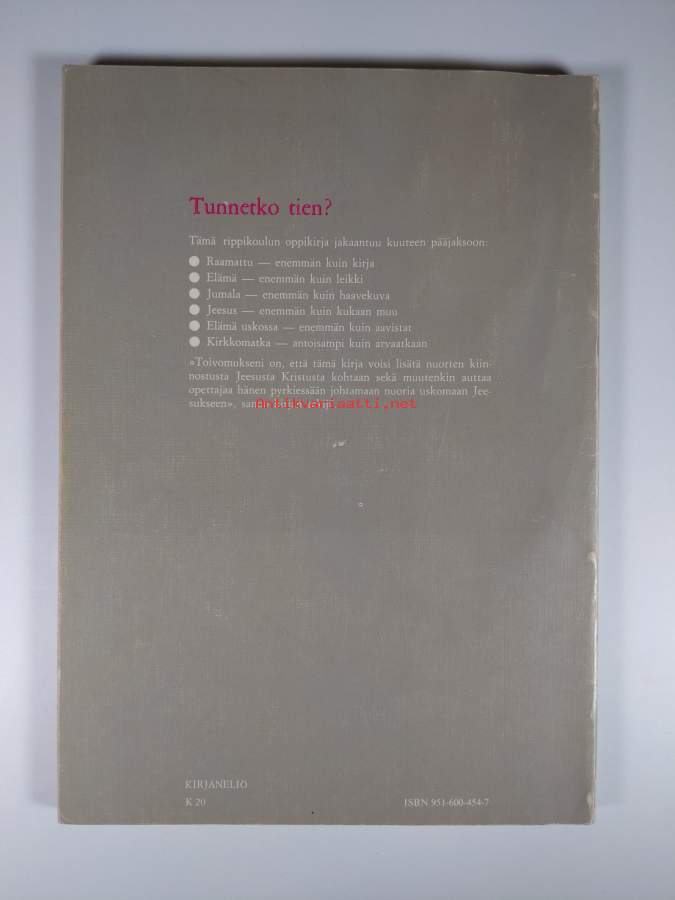 Tunnetko tien?
Tämä rippikoulun oppikirja jakaantuu kuuteen pääjaksoon:
● Raamattu — enemmän kuin kirja
● Elämä — enemmän kuin leikki
● Jumala — enemmän kuin haavekuva
● Jeesus — enemmän kuin kukaan muu
● Elämä uskossa — enemmän kuin aavistat
● Kirkkomatka — antoisampi kuin arvaatkaan
»Toivomukseni on, että tämä kirja voisi lisätä nuorten kiin-
nostusta Jeesusta Kristusta kohtaan sekä muutenkin auttaa
opettajaa hänen pyrkiessään johtamaan nuoria uskomaan Jee-
sukseen»,
Antikvariaatti.net
KIRJANELIÖ
K 20
ISBN 951-600-454-7